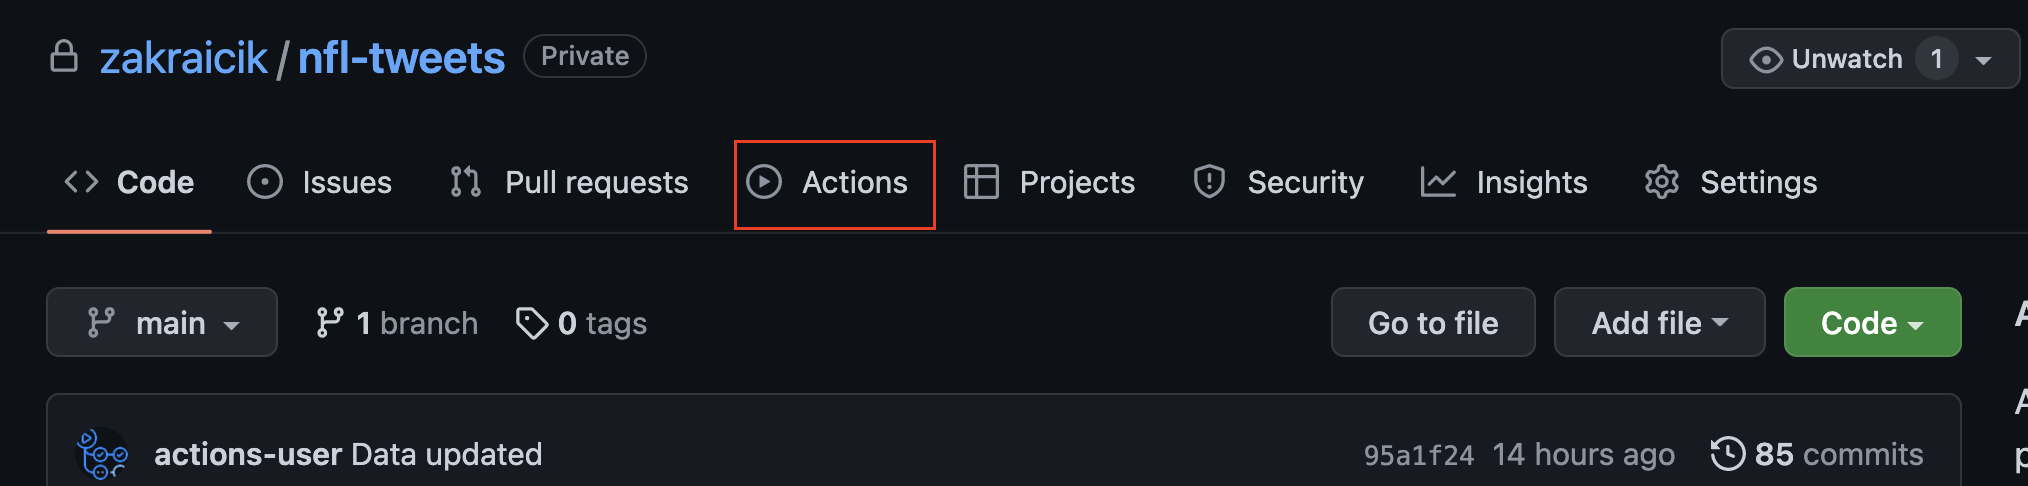 zakraicik / nfl-tweets Private Unwatch 1
Code Issues Pull requests Actions Projects Security Insights Settings
main 1 branch 0 tags Go to file Add file Code
actions-user Data updated 95a1f24 14 hours ago 85 commits